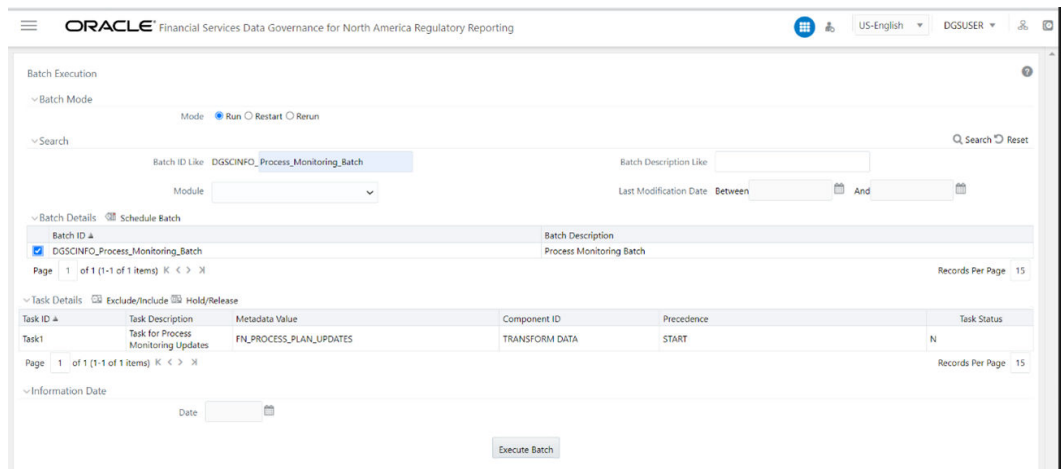 ORACLE® Financial Services Data Governance for North America Regulatory Reporting US-English DGSUSER
Batch Execution
Batch Mode
Mode Run Restart Rerun
Search Search Reset
Batch ID Like DGSCINFO_ Process_Monitoring_Batch Batch Description Like
Module Last Modification Date Between And
Batch Details Schedule Batch
Batch ID Batch Description
DGSCINFO_Process_Monitoring_Batch Process Monitoring Batch
Page 1 of 1 (1-1 of 1 items) Records Per Page 15
Task Details Exclude/Include Hold/Release
Task ID Task Description Metadata Value Component ID Precedence Task Status
Task1 Task for Process Monitoring Updates FN_PROCESS_PLAN_UPDATES TRANSFORM DATA START N
Page 1 of 1 (1-1 of 1 items) Records Per Page 15
Information Date
Date
Execute Batch